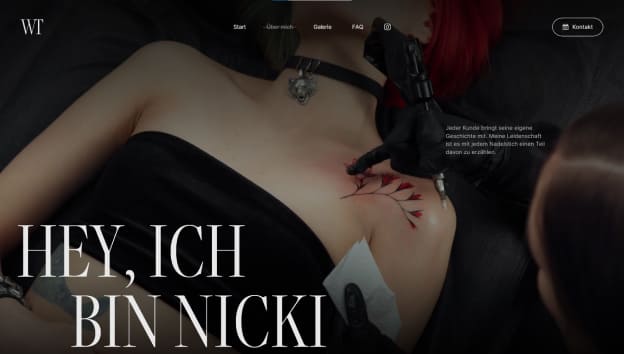 WT
Start
Über mich
Galerie
FAQ
Kontakt
Jeder Kunde bringt seine eigene
Geschichte mit. Meine Leidenschaft
ist es mit jedem Nadelstich einen Teil
davon zu erzählen.
HEY, ICH
BIN NICKI